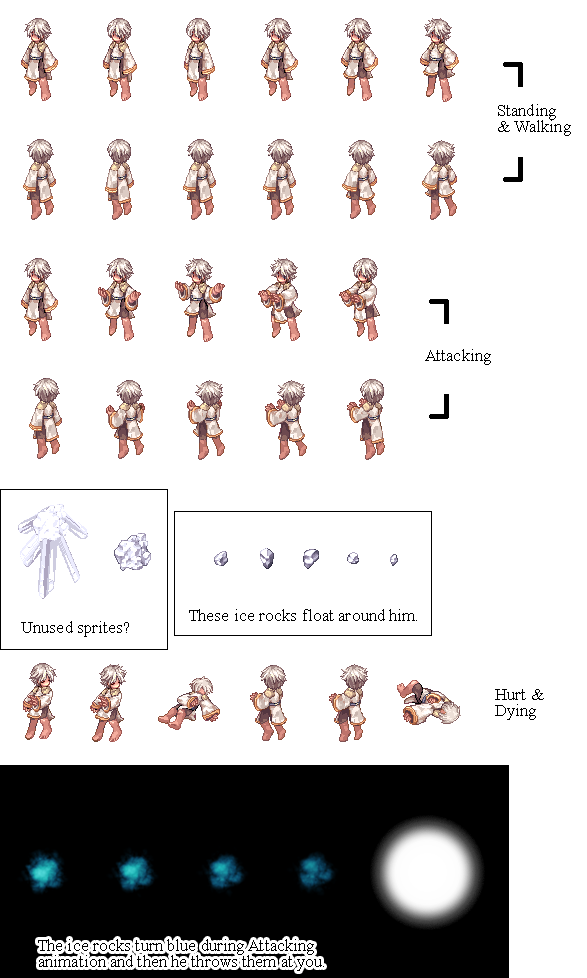 Standing
& Walking
Attacking
Unused sprites?
These ice rocks float around him.
Hurt &
Dying
The ice rocks turn blue during Attacking
animation and then he throws them at you.